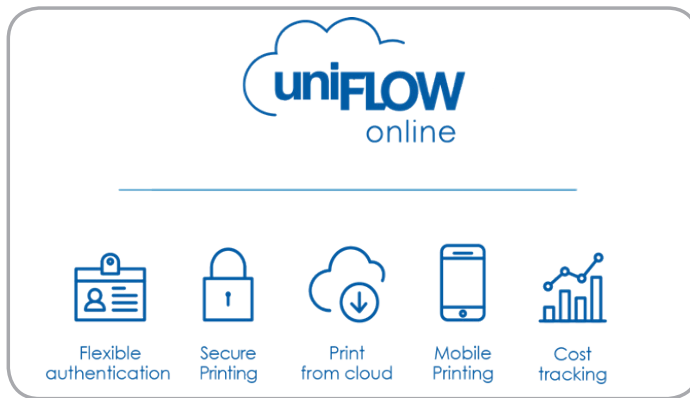 uniFLOW
online
Flexible
authentication
Secure
Printing
Print
from cloud
Mobile
Printing
Cost
tracking